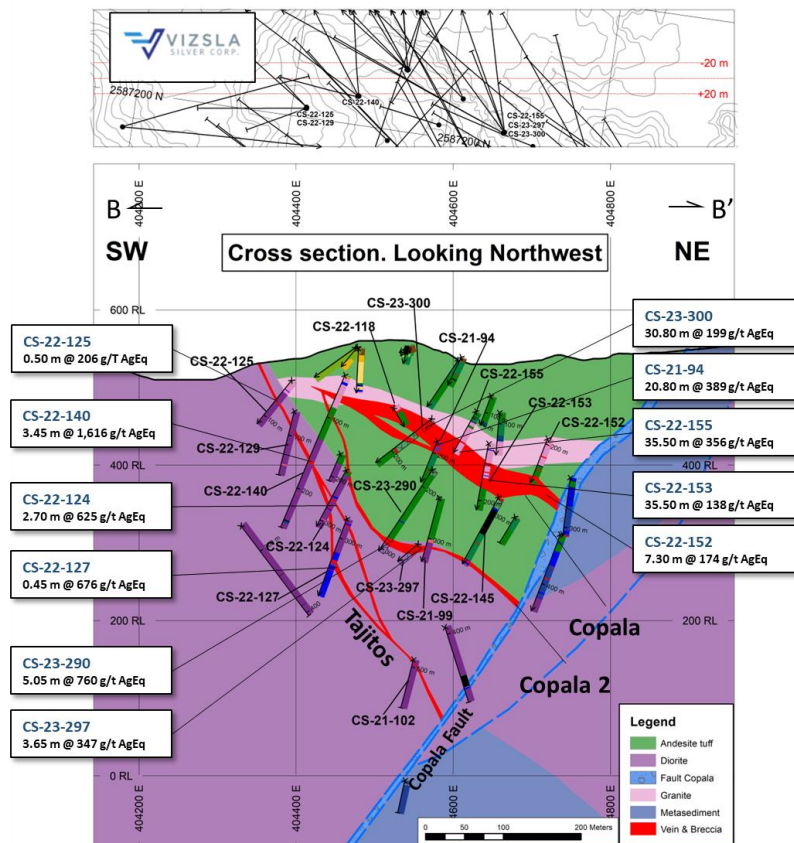 VIZSLA
SILVER CORP.
-20 m
+20 m
2587200 N
CS-22-140
CS-22-125
CS-22-129
CS-22-155
CS-23-297
CS-23-300
2587200 N
404200 E
404400 E
404600 E
404800 E
B
B'
SW
Cross section. Looking Northwest
NE
600 RL
400 RL
200 RL
0 RL
CS-23-300
CS-22-118
CS-21-94
CS-22-125
CS-22-155
CS-22-153
CS-22-152
CS-22-129
CS-22-140
CS-22-124
CS-23-290
CS-22-127
CS-23-297
CS-21-99
CS-22-145
CS-21-102
Tajitos
Copala
Copala 2
Copala Fault
CS-22-125
0.50 m @ 206 g/T AgEq
CS-22-140
3.45 m @ 1,616 g/t AgEq
CS-22-124
2.70 m @ 625 g/t AgEq
CS-22-127
0.45 m @ 676 g/t AgEq
CS-23-290
5.05 m @ 760 g/t AgEq
CS-23-297
3.65 m @ 347 g/t AgEq
CS-23-300
30.80 m @ 199 g/t AgEq
CS-21-94
20.80 m @ 389 g/t AgEq
CS-22-155
35.50 m @ 356 g/t AgEq
CS-22-153
35.50 m @ 138 g/t AgEq
CS-22-152
7.30 m @ 174 g/t AgEq
Legend
Andesite tuff
Diorite
Fault Copala
Granite
Metasediment
Vein & Breccia
0 50 100 200 Meters
404200 E
404400 E
404600 E
404800 E